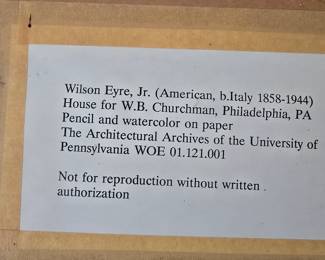 Wilson Eyre, Jr. (American, b.Italy 1858-1944)
House for W.B. Churchman, Philadelphia, PA
Pencil and watercolor on paper
The Architectural Archives of the University of
Pennsylvania WOE 01.121.001
Not for reproduction without written
authorization